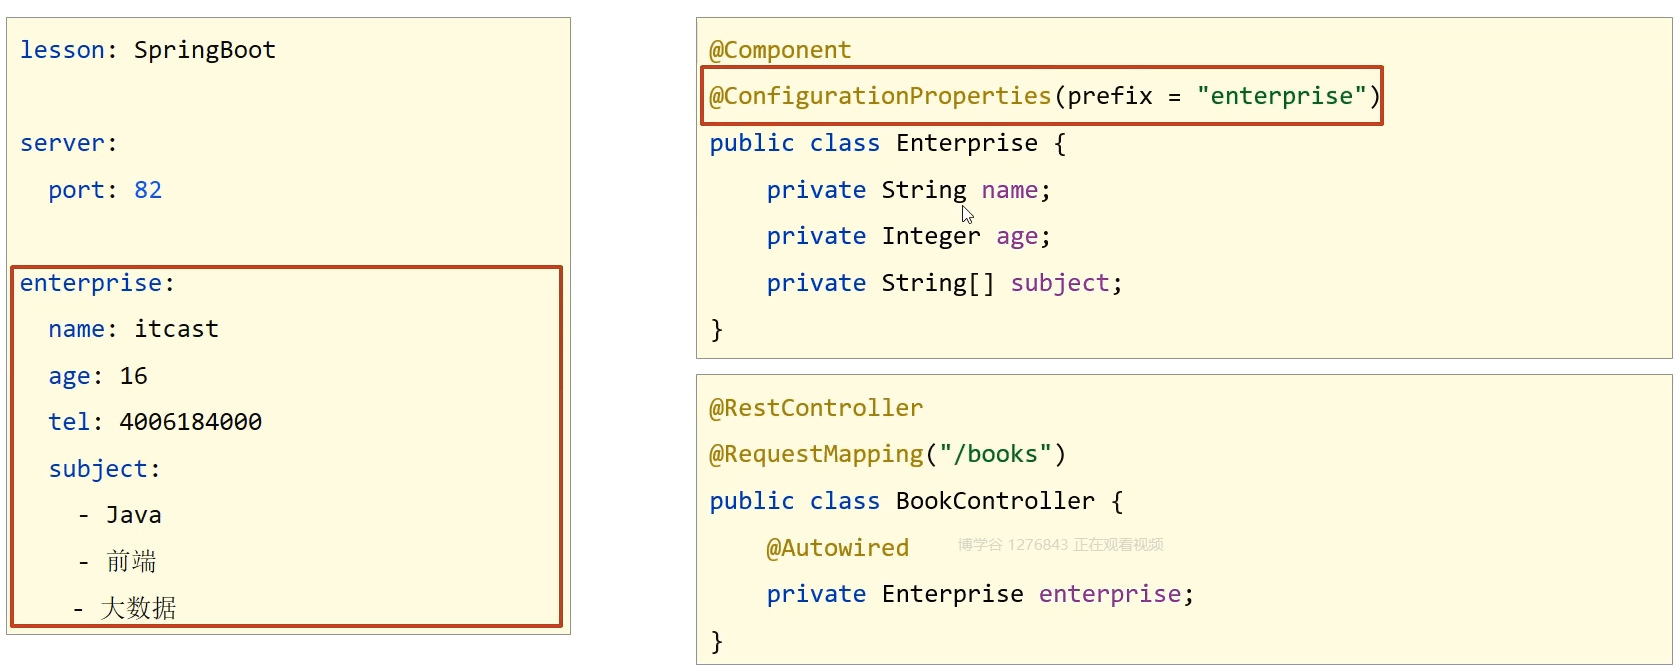 lesson: SpringBoot
server:
port: 82
enterprise:
name: itcast
age: 16
tel: 4006184000
subject:
- Java
- 前端
- 大数据
@Component
@ConfigurationProperties(prefix = "enterprise")
public class Enterprise {
private String name;
private Integer age;
private String[] subject;
}
@RestController
@RequestMapping("/books")
public class BookController {
@Autowired
博学谷 1276843 正在观看视频
private Enterprise enterprise;
}